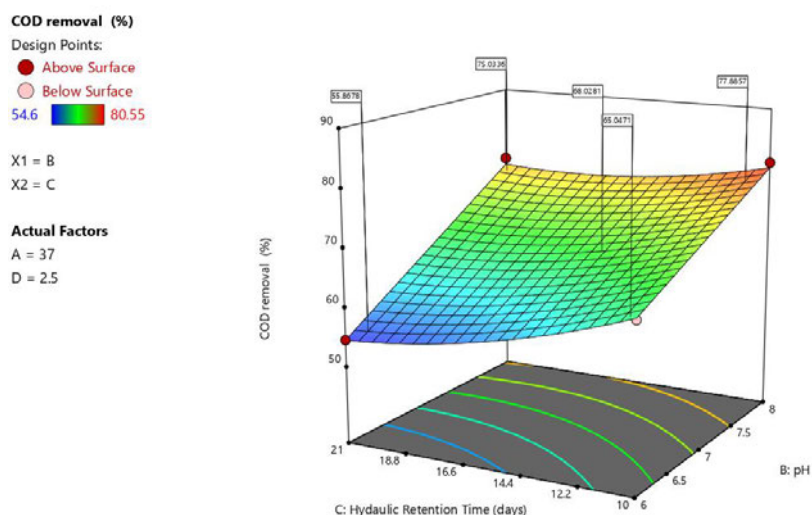 COD removal (%)
Design Points:
Above Surface
Below Surface
54.6 80.55
X1 = B
X2 = C
Actual Factors
A = 37
D = 2.5
75.0336
77.8857
68.0281
55.8678
65.0471
90
80
70
60
50
COD removal (%)
21
18.8
16.6
14.4
12.2
10
6
6.5
7
7.5
8
B: pH
C: Hydaulic Retention Time (days)